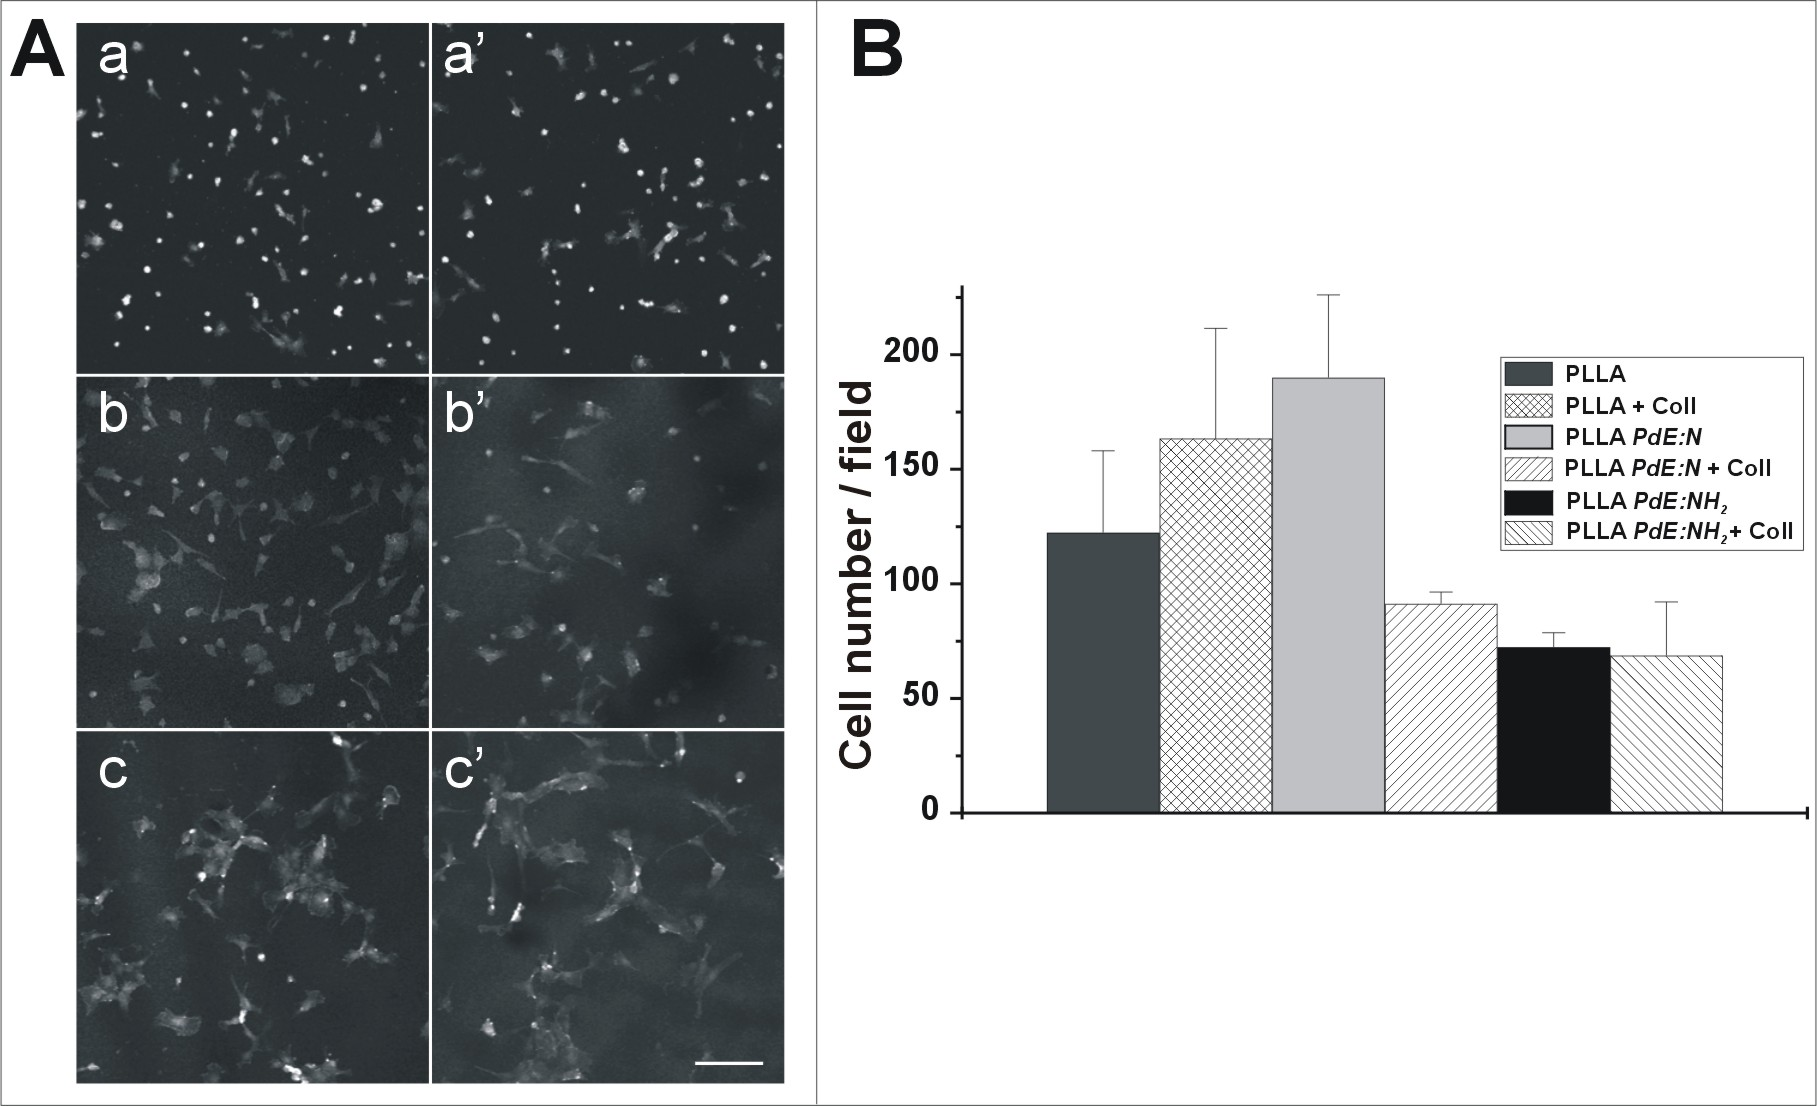 A
a
a’
b
b’
c
c’
B
Cell number / field
200
150
100
50
0
PLLA
PLLA + Coll
PLLA PdE:N
PLLA PdE:N + Coll
PLLA PdE:NH₂
PLLA PdE:NH₂+ Coll